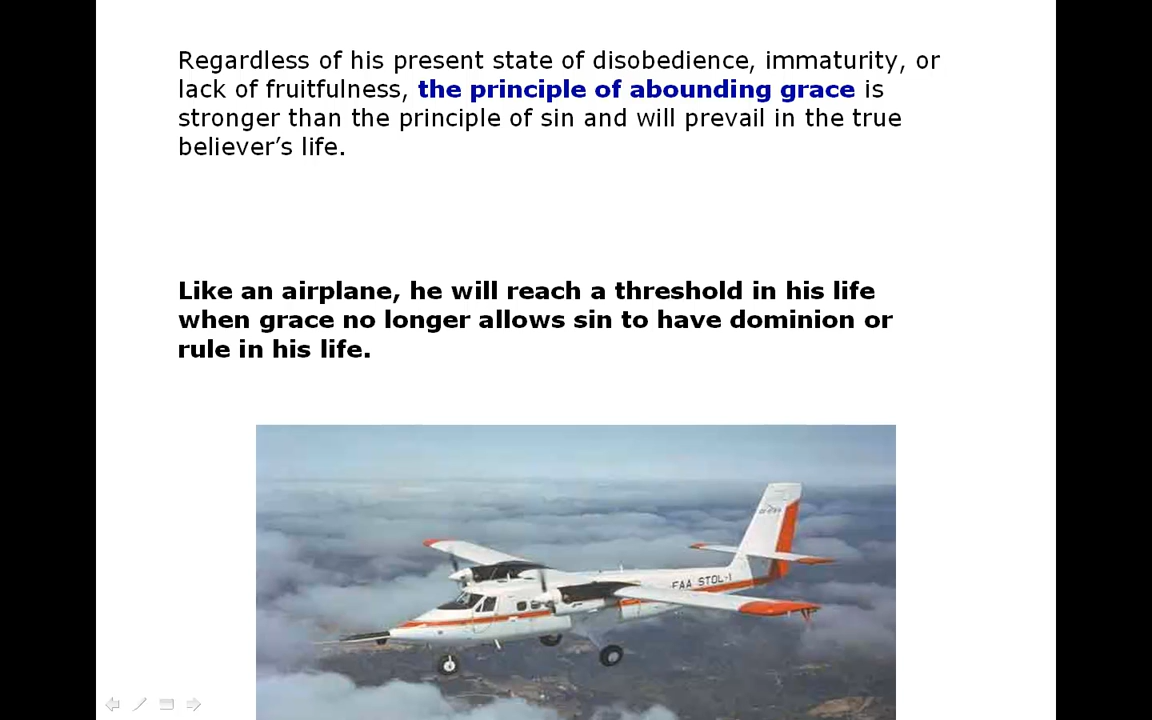 Regardless of his present state of disobedience, immaturity, or
lack of fruitfulness, the principle of abounding grace is
stronger than the principle of sin and will prevail in the true
believer’s life.
Like an airplane, he will reach a threshold in his life
when grace no longer allows sin to have dominion or
rule in his life.
FAA STOL-1